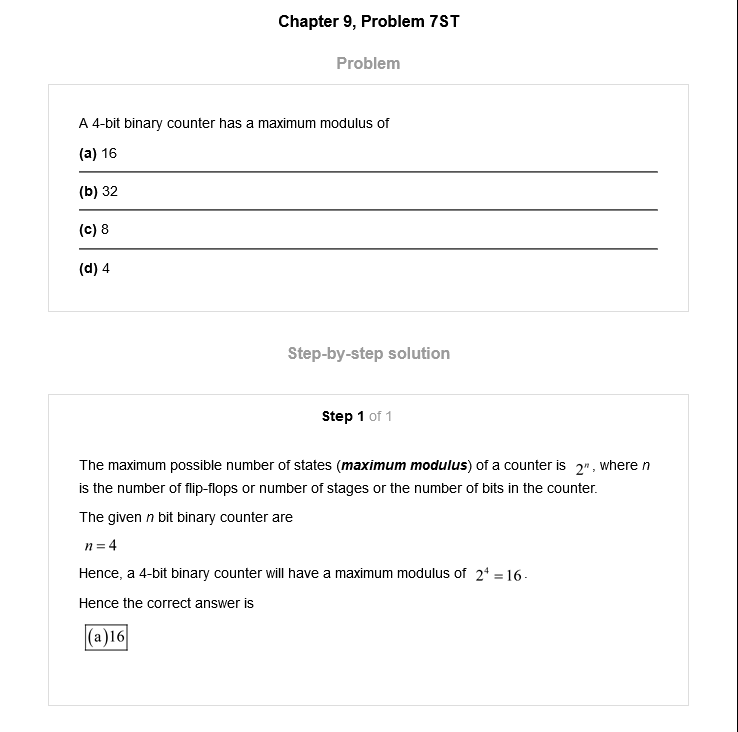 Chapter 9, Problem 7ST
Problem
A 4-bit binary counter has a maximum modulus of
(a) 16
(b) 32
(c) 8
(d) 4
Step-by-step solution
Step 1 of 1
The maximum possible number of states (maximum modulus) of a counter is 2ⁿ, where n
is the number of flip-flops or number of stages or the number of bits in the counter.
The given n bit binary counter are
n = 4
Hence, a 4-bit binary counter will have a maximum modulus of 2⁴ = 16.
Hence the correct answer is
(a)16